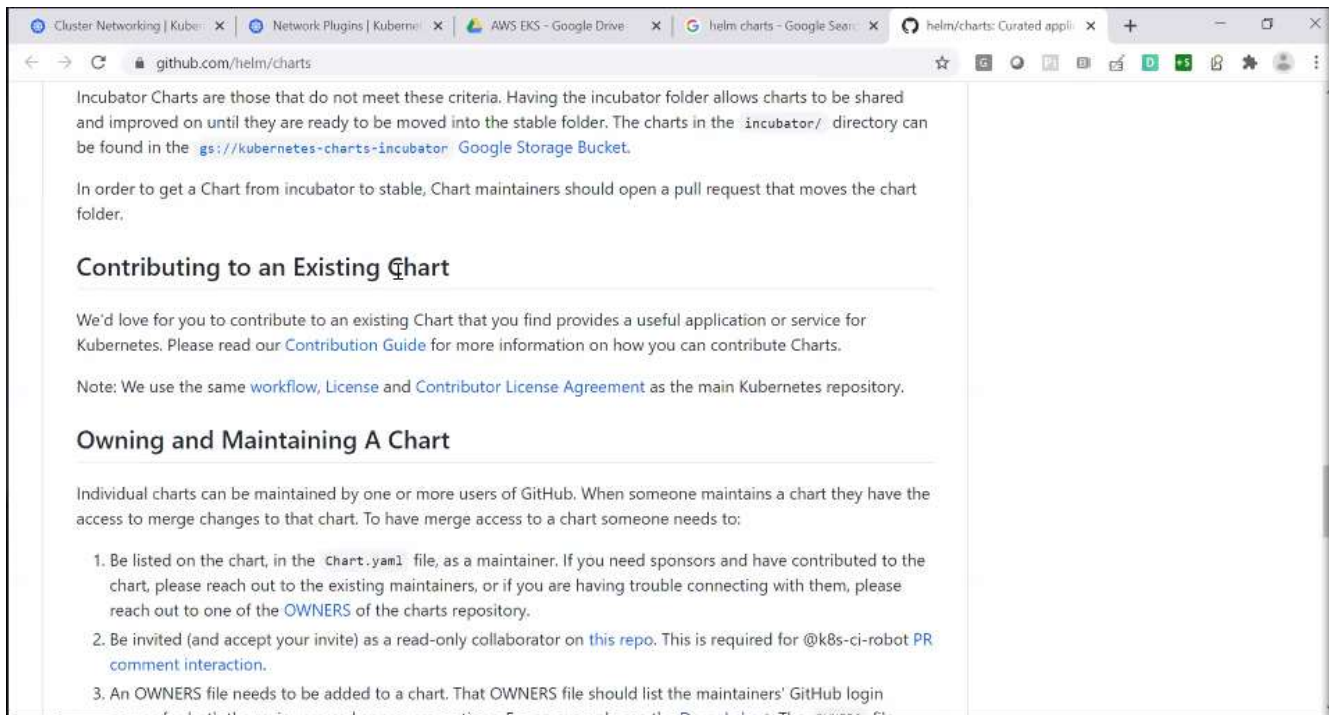 Cluster Networking | Kube
Network Plugins | Kuberne
AWS EKS - Google Drive
helm charts - Google Sear
helm/charts: Curated appli
github.com/helm/charts
Incubator Charts are those that do not meet these criteria. Having the incubator folder allows charts to be shared
and improved on until they are ready to be moved into the stable folder. The charts in the incubator/ directory can
be found in the gs://kubernetes-charts-incubator Google Storage Bucket.
In order to get a Chart from incubator to stable, Chart maintainers should open a pull request that moves the chart
folder.
Contributing to an Existing Chart
We'd love for you to contribute to an existing Chart that you find provides a useful application or service for
Kubernetes. Please read our Contribution Guide for more information on how you can contribute Charts.
Note: We use the same workflow, License and Contributor License Agreement as the main Kubernetes repository.
Owning and Maintaining A Chart
Individual charts can be maintained by one or more users of GitHub. When someone maintains a chart they have the
access to merge changes to that chart. To have merge access to a chart someone needs to:
1. Be listed on the chart, in the Chart.yaml file, as a maintainer. If you need sponsors and have contributed to the
chart, please reach out to the existing maintainers, or if you are having trouble connecting with them, please
reach out to one of the OWNERS of the charts repository.
2. Be invited (and accept your invite) as a read-only collaborator on this repo. This is required for @k8s-ci-robot PR
comment interaction.
3. An OWNERS file needs to be added to a chart. That OWNERS file should list the maintainers' GitHub login